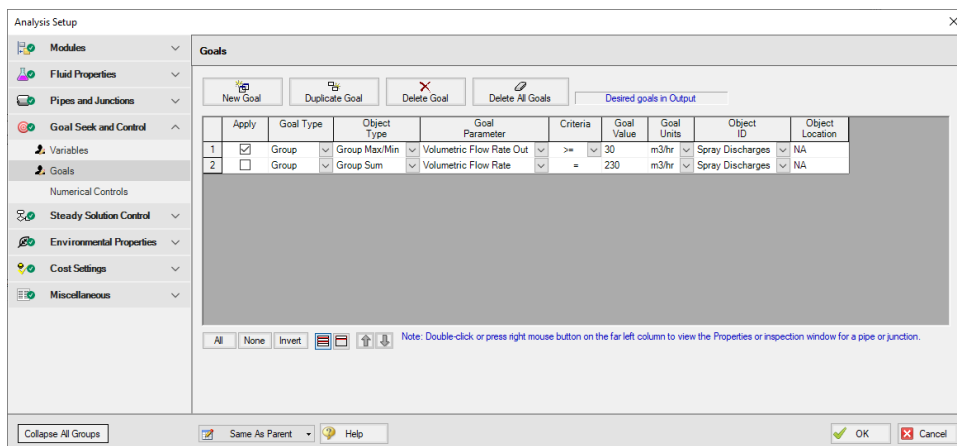 Analysis Setup
Modules
Fluid Properties
Pipes and Junctions
Goal Seek and Control
Variables
Goals
Numerical Controls
Steady Solution Control
Environmental Properties
Cost Settings
Miscellaneous
Goals
New Goal Duplicate Goal Delete Goal Delete All Goals Desired goals in Output
Apply Goal Type Object Type Goal Parameter Criteria Goal Value Goal Units Object ID Object Location
1 Group Group Max/Min Volumetric Flow Rate Out >= 30 m3/hr Spray Discharges NA
2 Group Group Sum Volumetric Flow Rate = 230 m3/hr Spray Discharges NA
All None Invert Note: Double-click or press right mouse button on the far left column to view the Properties or inspection window for a pipe or junction.
Collapse All Groups Same As Parent Help OK Cancel